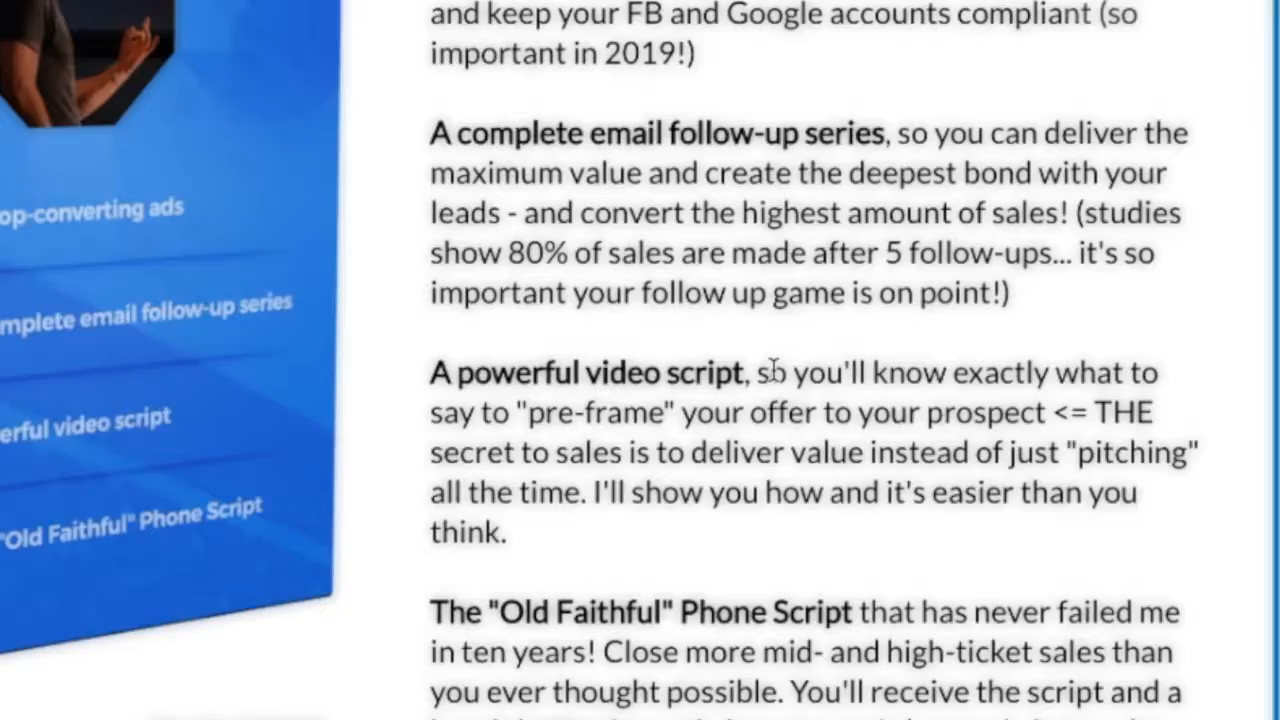 op-converting ads
mplete email follow-up series
erful video script
"Old Faithful" Phone Script
and keep your FB and Google accounts compliant (so
important in 2019!)
A complete email follow-up series, so you can deliver the
maximum value and create the deepest bond with your
leads - and convert the highest amount of sales! (studies
show 80% of sales are made after 5 follow-ups... it's so
important your follow up game is on point!)
A powerful video script, so you'll know exactly what to
say to "pre-frame" your offer to your prospect <= THE
secret to sales is to deliver value instead of just "pitching"
all the time. I'll show you how and it's easier than you
think.
The "Old Faithful" Phone Script that has never failed me
in ten years! Close more mid- and high-ticket sales than
you ever thought possible. You'll receive the script and a